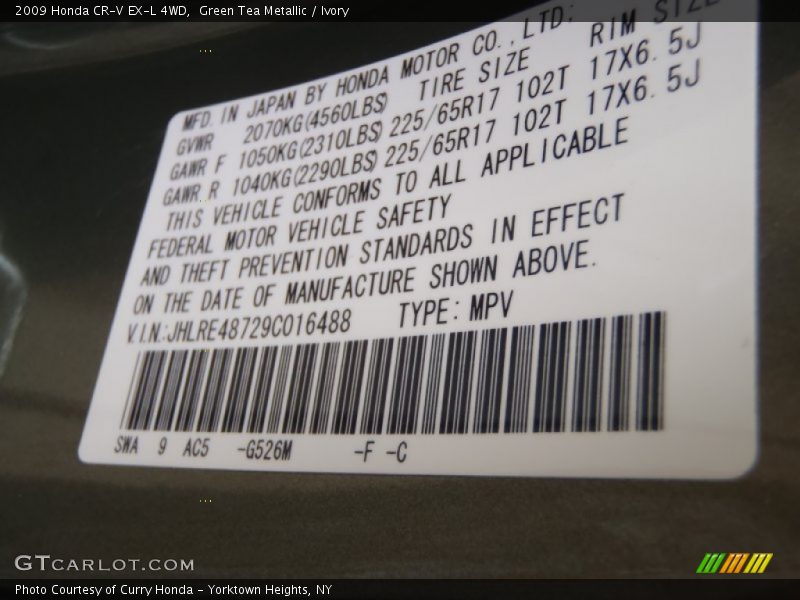 2009 Honda CR-V EX-L 4WD,  Green Tea Metallic / Ivory
MFD. IN JAPAN BY HONDA MOTOR CO., LTD.
GVWR 2070KG(4560LBS) TIRE SIZE RIM SIZE
GAWR F 1050KG(2310LBS) 225/65R17 102T 17X6.5J
GAWR R 1040KG(2290LBS) 225/65R17 102T 17X6.5J
THIS VEHICLE CONFORMS TO ALL APPLICABLE
FEDERAL MOTOR VEHICLE SAFETY
AND THEFT PREVENTION STANDARDS IN EFFECT
ON THE DATE OF MANUFACTURE SHOWN ABOVE.
V.I.N:JHLRE48729C016488 TYPE: MPV
SWA 9 AC5 -G526M -F -C
GTCARLOT.COM
Photo Courtesy of Curry Honda - Yorktown Heights, NY